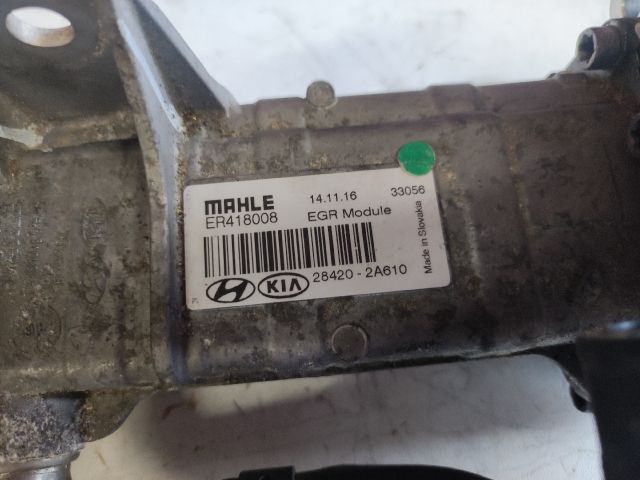 MAHLE 14.11.16 33056
ER418008 EGR Module
Made in Slovakia
KIA 28420 - 2A610